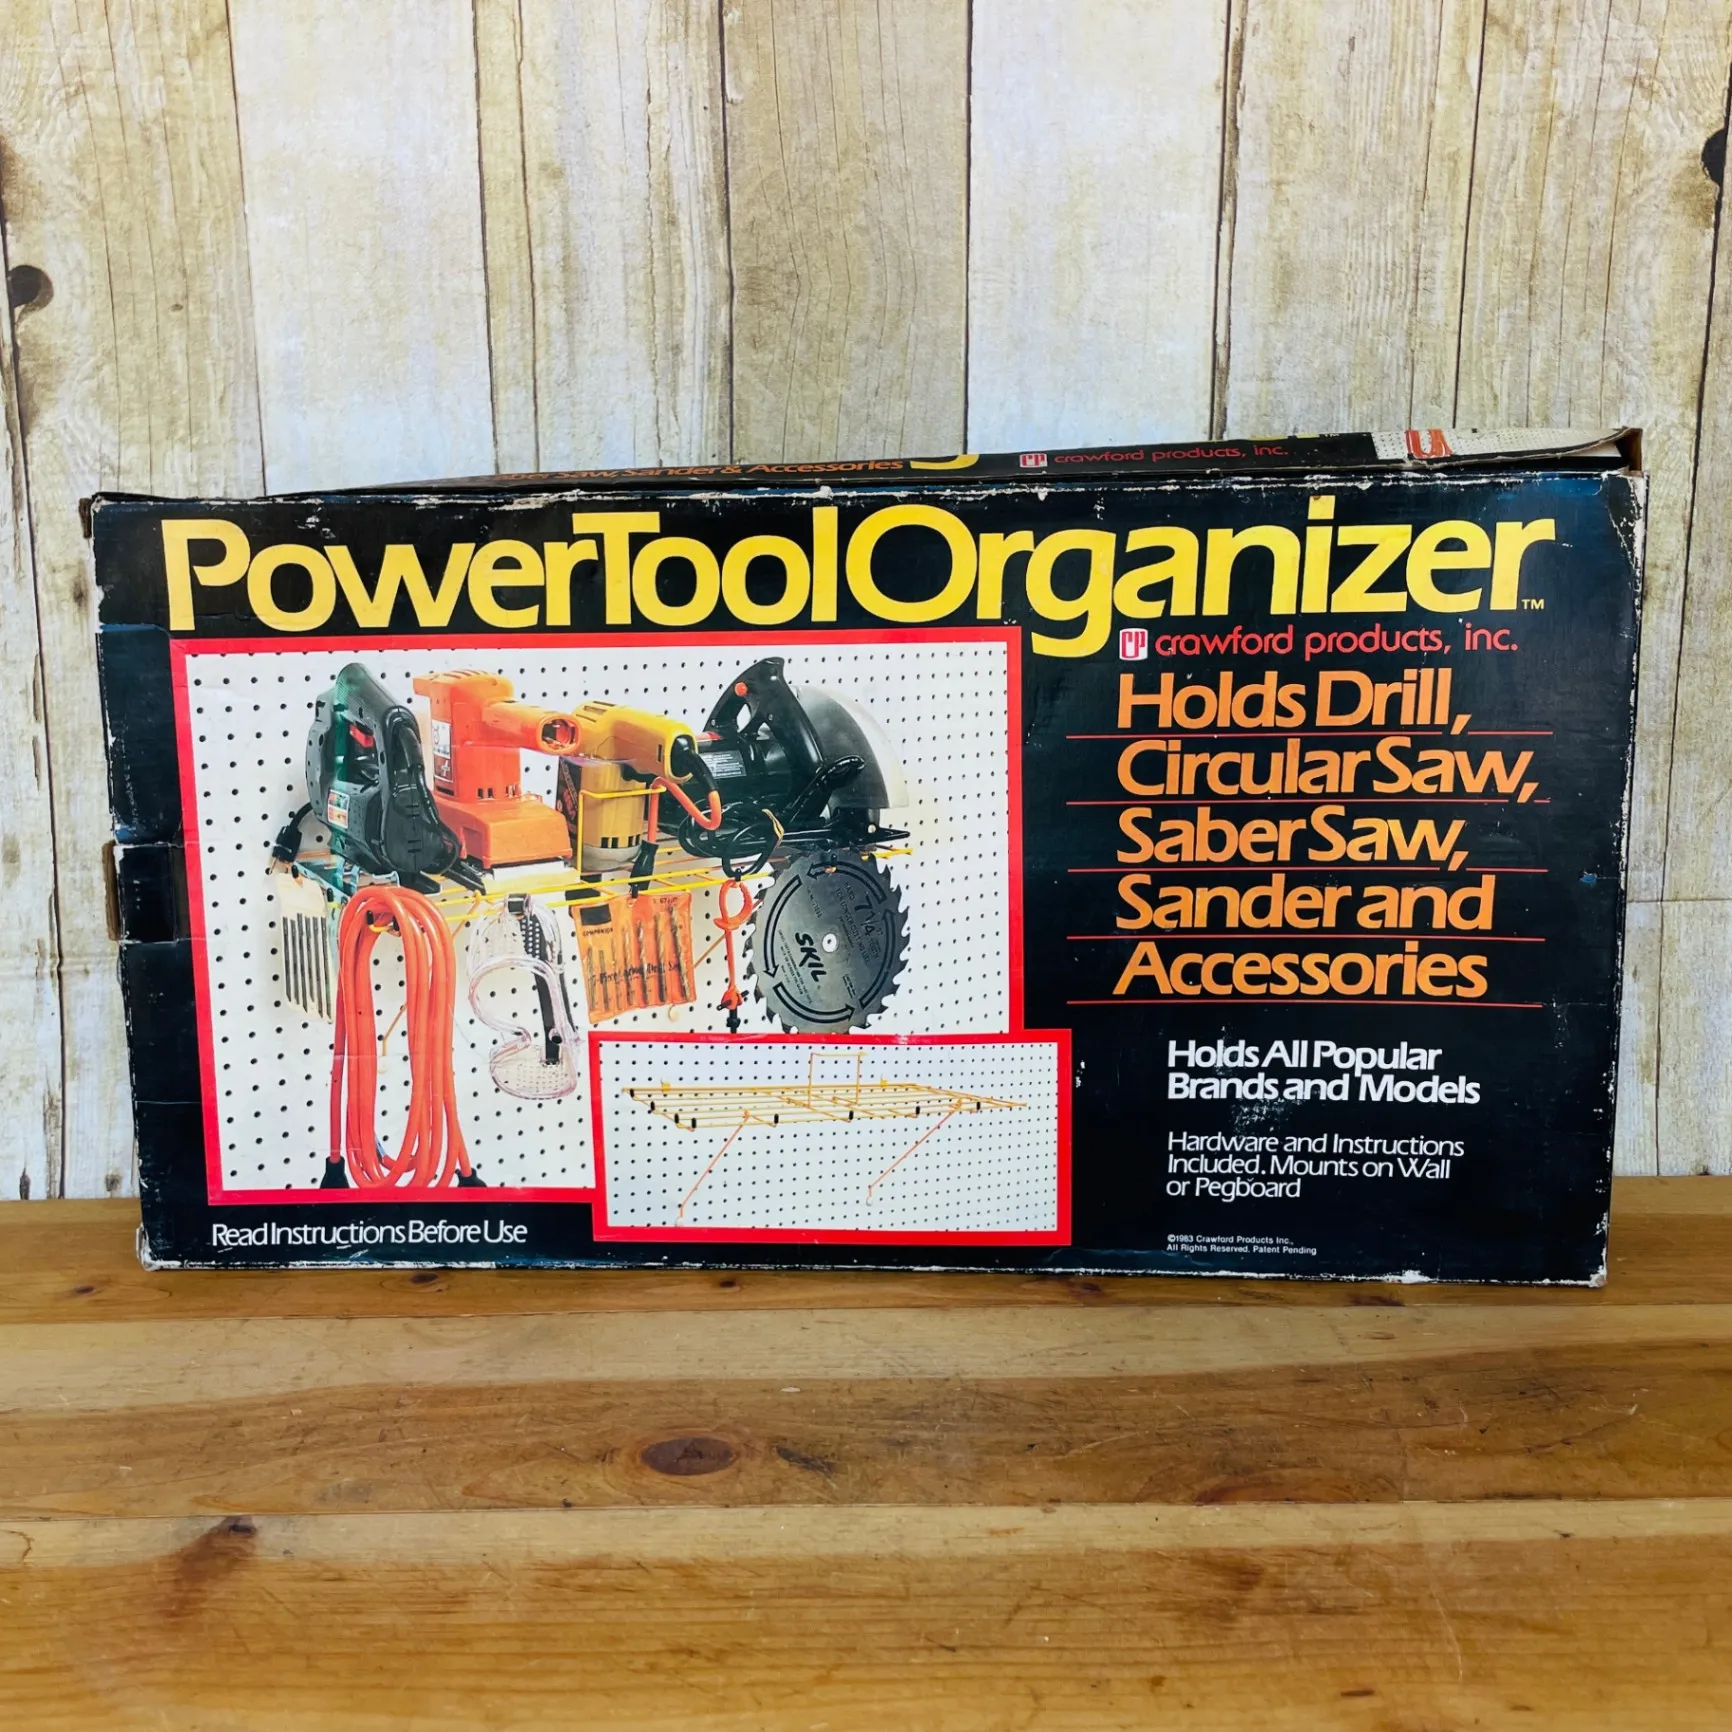 Saw, Sander & Accessories
CP crawford products, inc.
PowerToolOrganizer™
CP crawford products, inc.
Holds Drill,
Circular Saw,
Saber Saw,
Sander and
Accessories
7 1/4
SKIL
Holds All Popular
Brands and Models
Hardware and Instructions
Included. Mounts on Wall
or Pegboard
Read Instructions Before Use
©1983 Crawford Products Inc.,
All Rights Reserved. Patent Pending